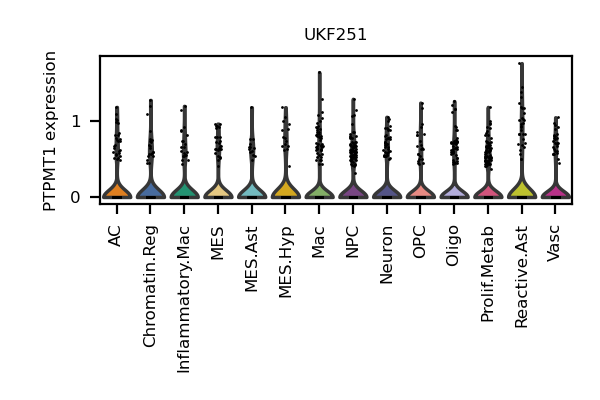 UKF251
PTPMT1 expression
1
0
AC
Chromatin.Reg
Inflammatory.Mac
MES
MES.Ast
MES.Hyp
Mac
NPC
Neuron
OPC
Oligo
Prolif.Metab
Reactive.Ast
Vasc